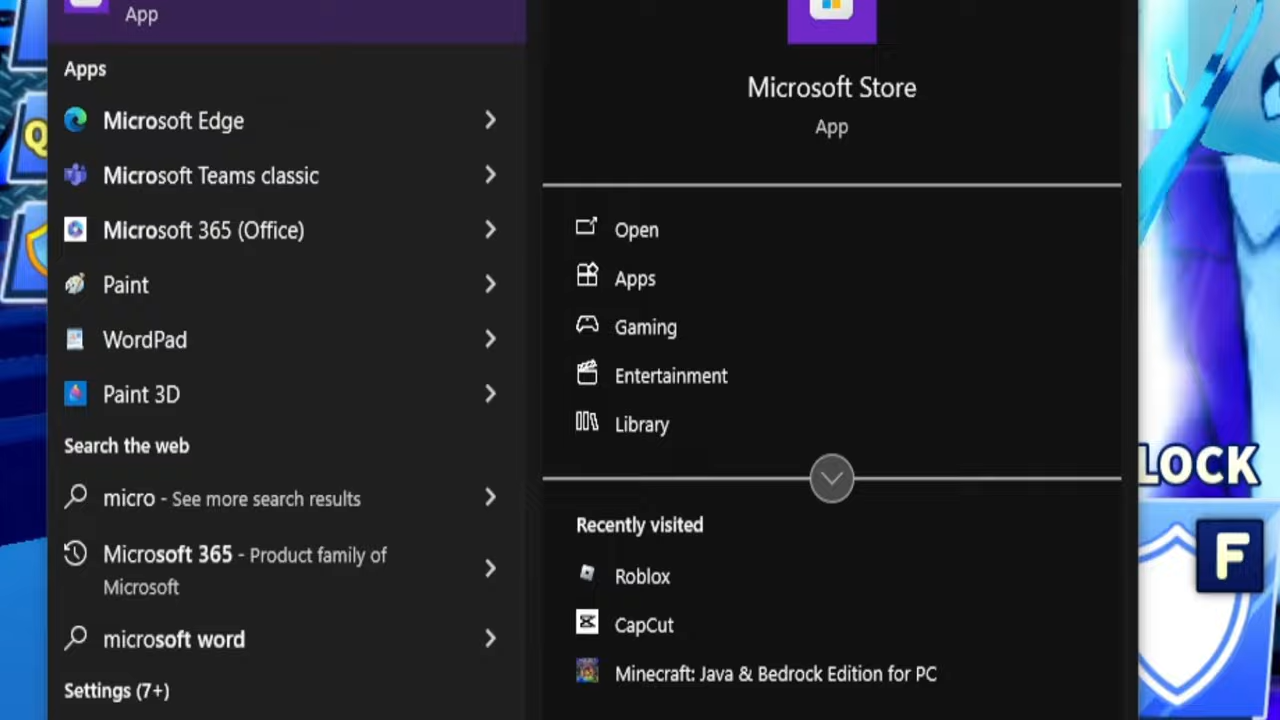 App
Apps
Microsoft Edge
Microsoft Teams classic
Microsoft 365 (Office)
Paint
WordPad
Paint 3D
Search the web
micro - See more search results
Microsoft 365 - Product family of
Microsoft
microsoft word
Settings (7+)
Microsoft Store
App
Open
Apps
Gaming
Entertainment
Library
Recently visited
Roblox
CapCut
Minecraft: Java & Bedrock Edition for PC
Q
LOCK
F